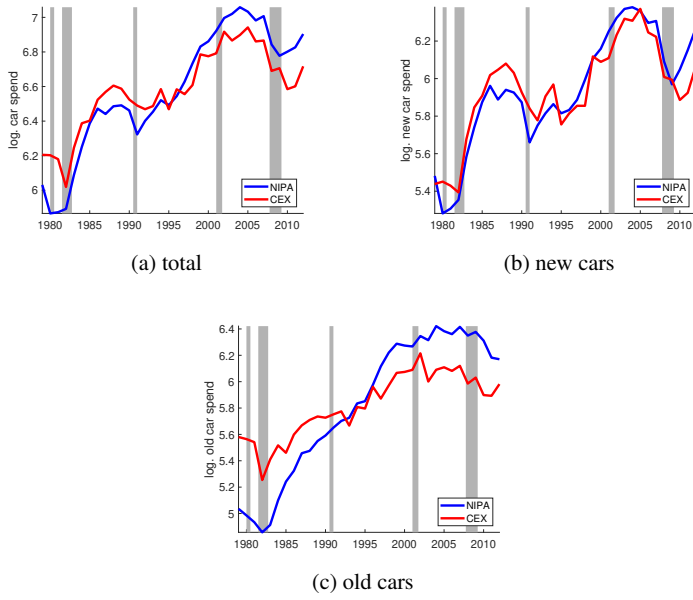 7
6.8
6.6
6.4
6.2
6
log. car spend
NIPA
CEX
1980 1985 1990 1995 2000 2005 2010
(a) total
6.2
6
5.8
5.6
5.4
log. new car spend
NIPA
CEX
1980 1985 1990 1995 2000 2005 2010
(b) new cars
6.4
6.2
6
5.8
5.6
5.4
5.2
5
log. old car spend
NIPA
CEX
1980 1985 1990 1995 2000 2005 2010
(c) old cars